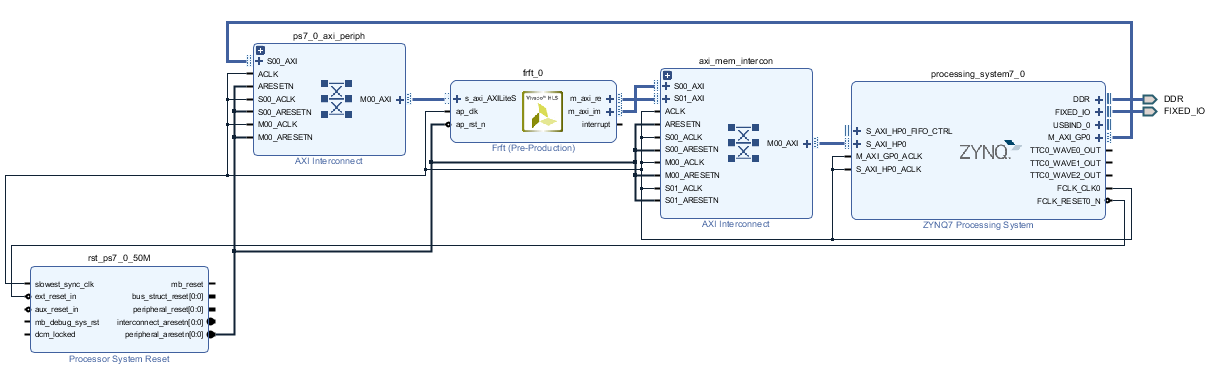 ps7_0_axi_periph
S00_AXI
ACLK
ARESETN
S00_ACLK
S00_ARESETN
M00_ACLK
M00_ARESETN
M00_AXI
AXI Interconnect
frft_0
s_axi_AXILiteS
ap_clk
ap_rst_n
Vivado™ HLS
m_axi_re
m_axi_im
interrupt
Frft (Pre-Production)
axi_mem_intercon
S00_AXI
S01_AXI
ACLK
ARESETN
S00_ACLK
S00_ARESETN
M00_ACLK
M00_ARESETN
S01_ACLK
S01_ARESETN
M00_AXI
AXI Interconnect
processing_system7_0
S_AXI_HP0_FIFO_CTRL
S_AXI_HP0
M_AXI_GP0_ACLK
S_AXI_HP0_ACLK
ZYNQ
DDR
FIXED_IO
USBIND_0
M_AXI_GP0
TTC0_WAVE0_OUT
TTC0_WAVE1_OUT
TTC0_WAVE2_OUT
FCLK_CLK0
FCLK_RESET0_N
ZYNQ7 Processing System
DDR
FIXED_IO
rst_ps7_0_50M
slowest_sync_clk
ext_reset_in
aux_reset_in
mb_debug_sys_rst
dcm_locked
mb_reset
bus_struct_reset[0:0]
peripheral_reset[0:0]
interconnect_aresetn[0:0]
peripheral_aresetn[0:0]
Processor System Reset